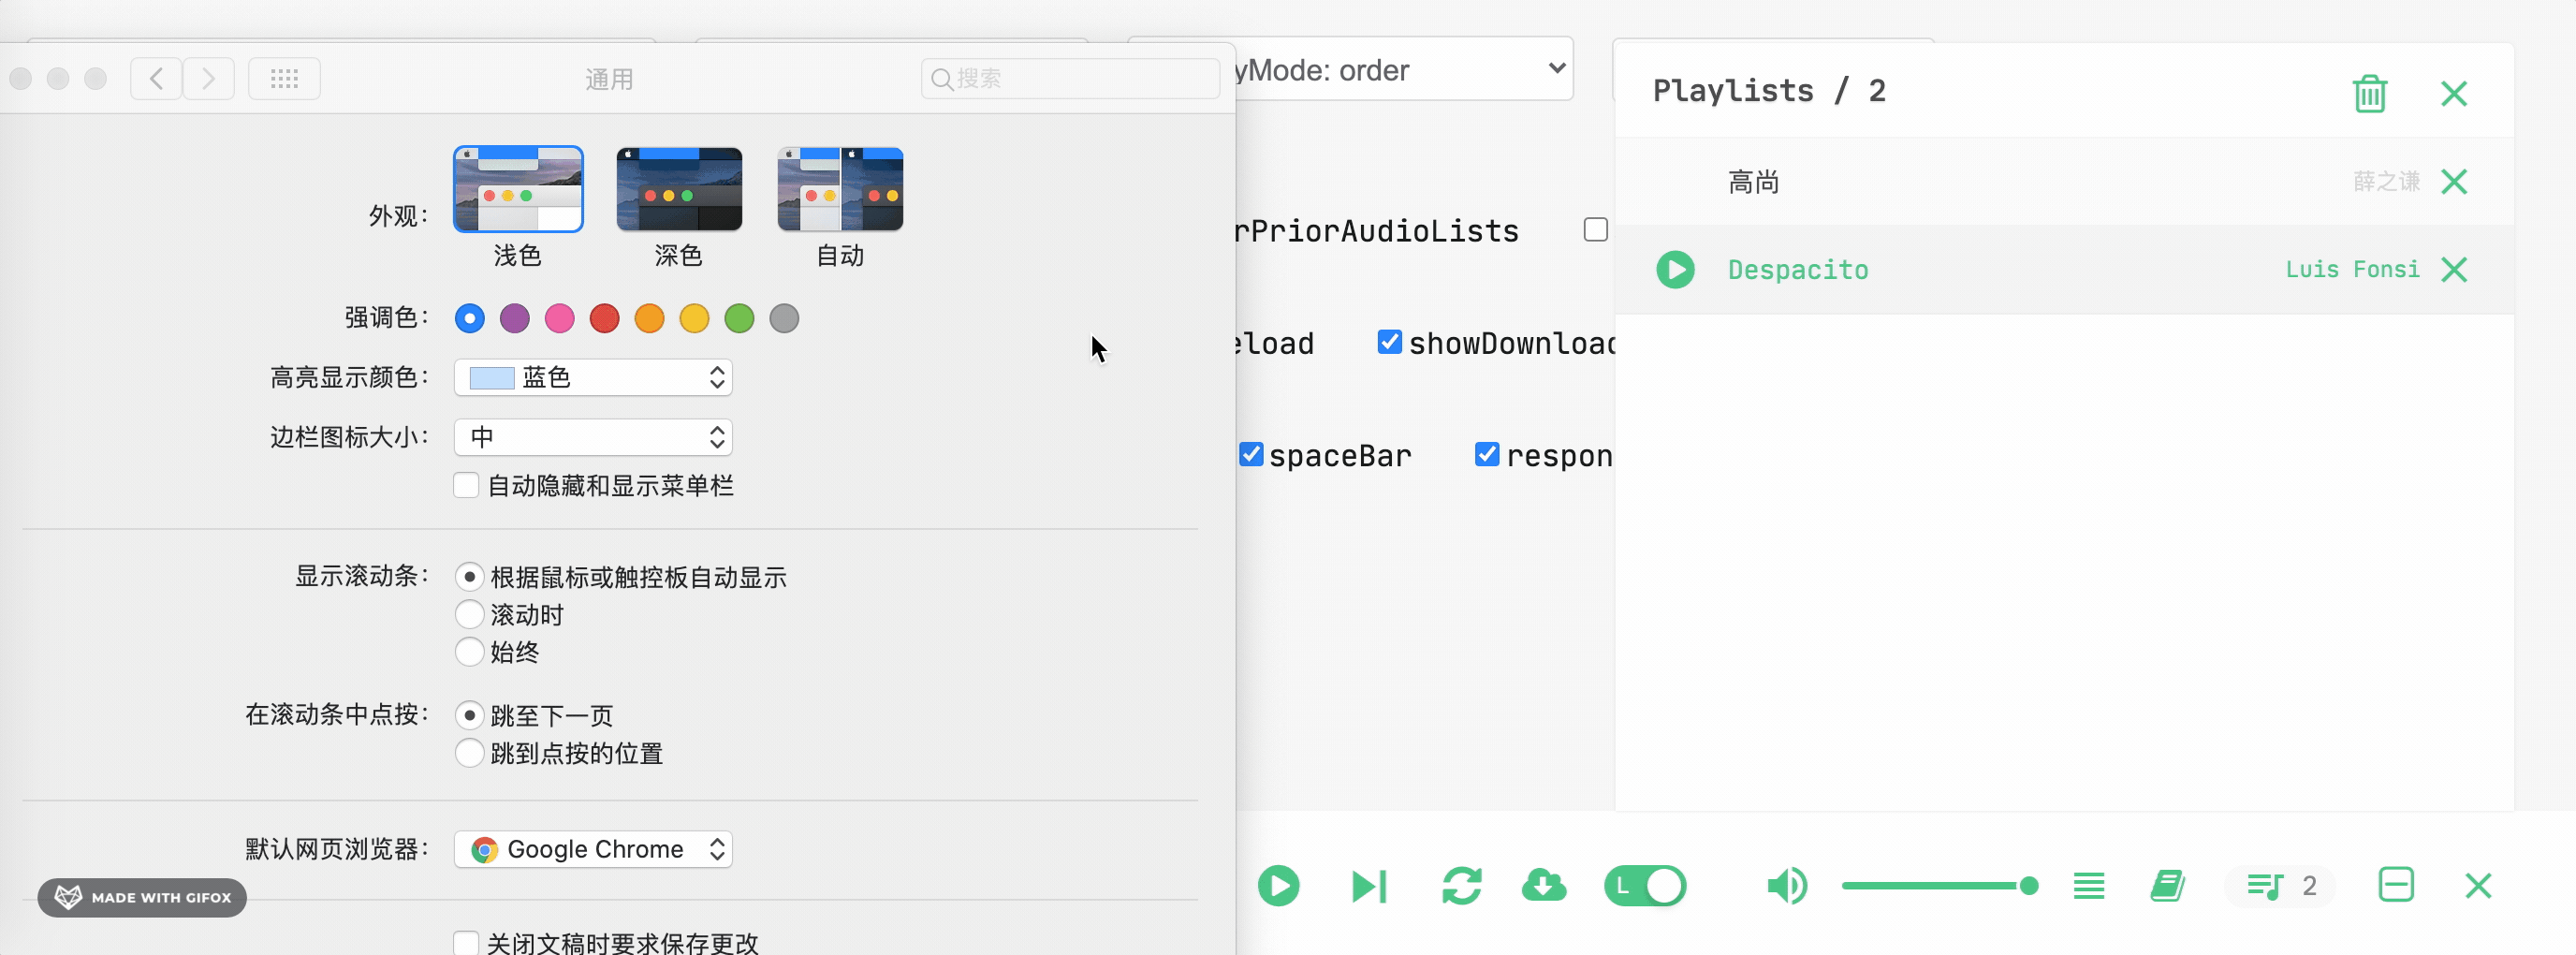 通用
搜索
外观：
浅色
深色
自动
强调色：
高亮显示颜色：
蓝色
边栏图标大小：
中
自动隐藏和显示菜单栏
显示滚动条：
根据鼠标或触控板自动显示
滚动时
始终
在滚动条中点按：
跳至下一页
跳到点按的位置
默认网页浏览器：
Google Chrome
MADE WITH GIFOX
关闭文稿时要求保存更改
yMode: order
rPriorAudioLists
eload
showDownload
spaceBar
respon
Playlists / 2
高尚
薛之谦
Despacito
Luis Fonsi
L
2